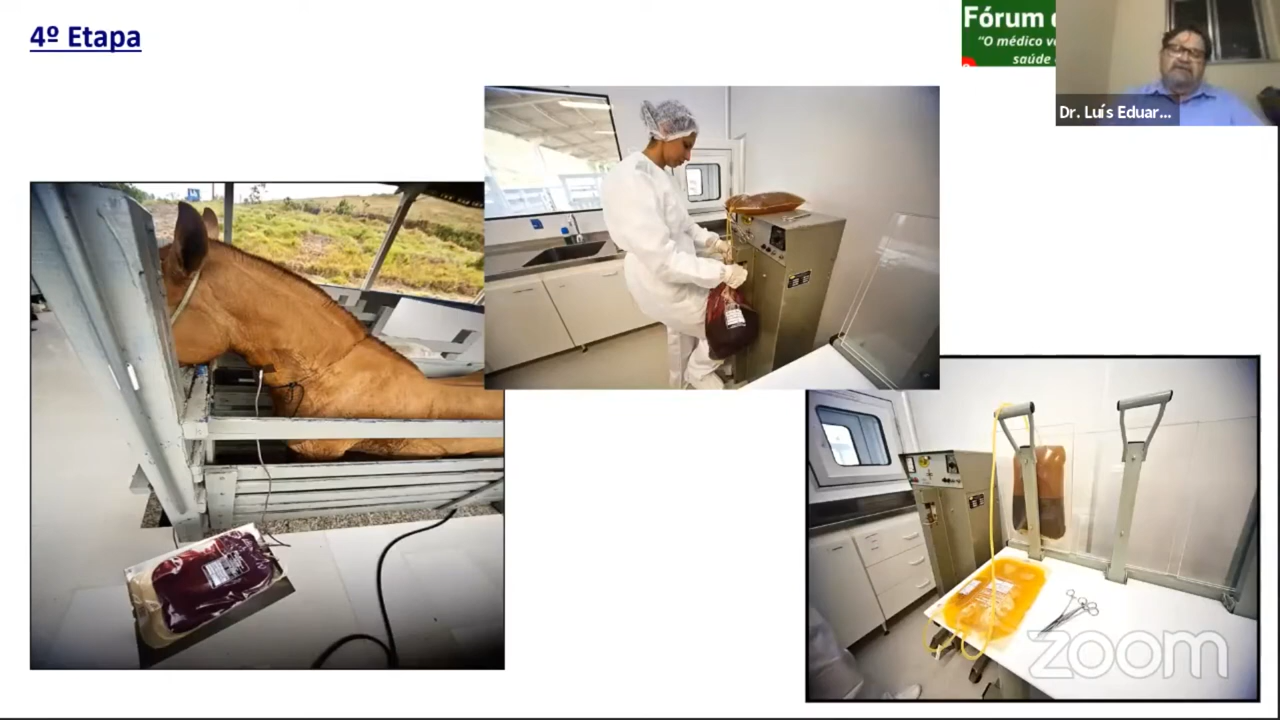 4º Etapa
Fórum
"O médico
saúde
Dr. Luís Eduar...
zoom